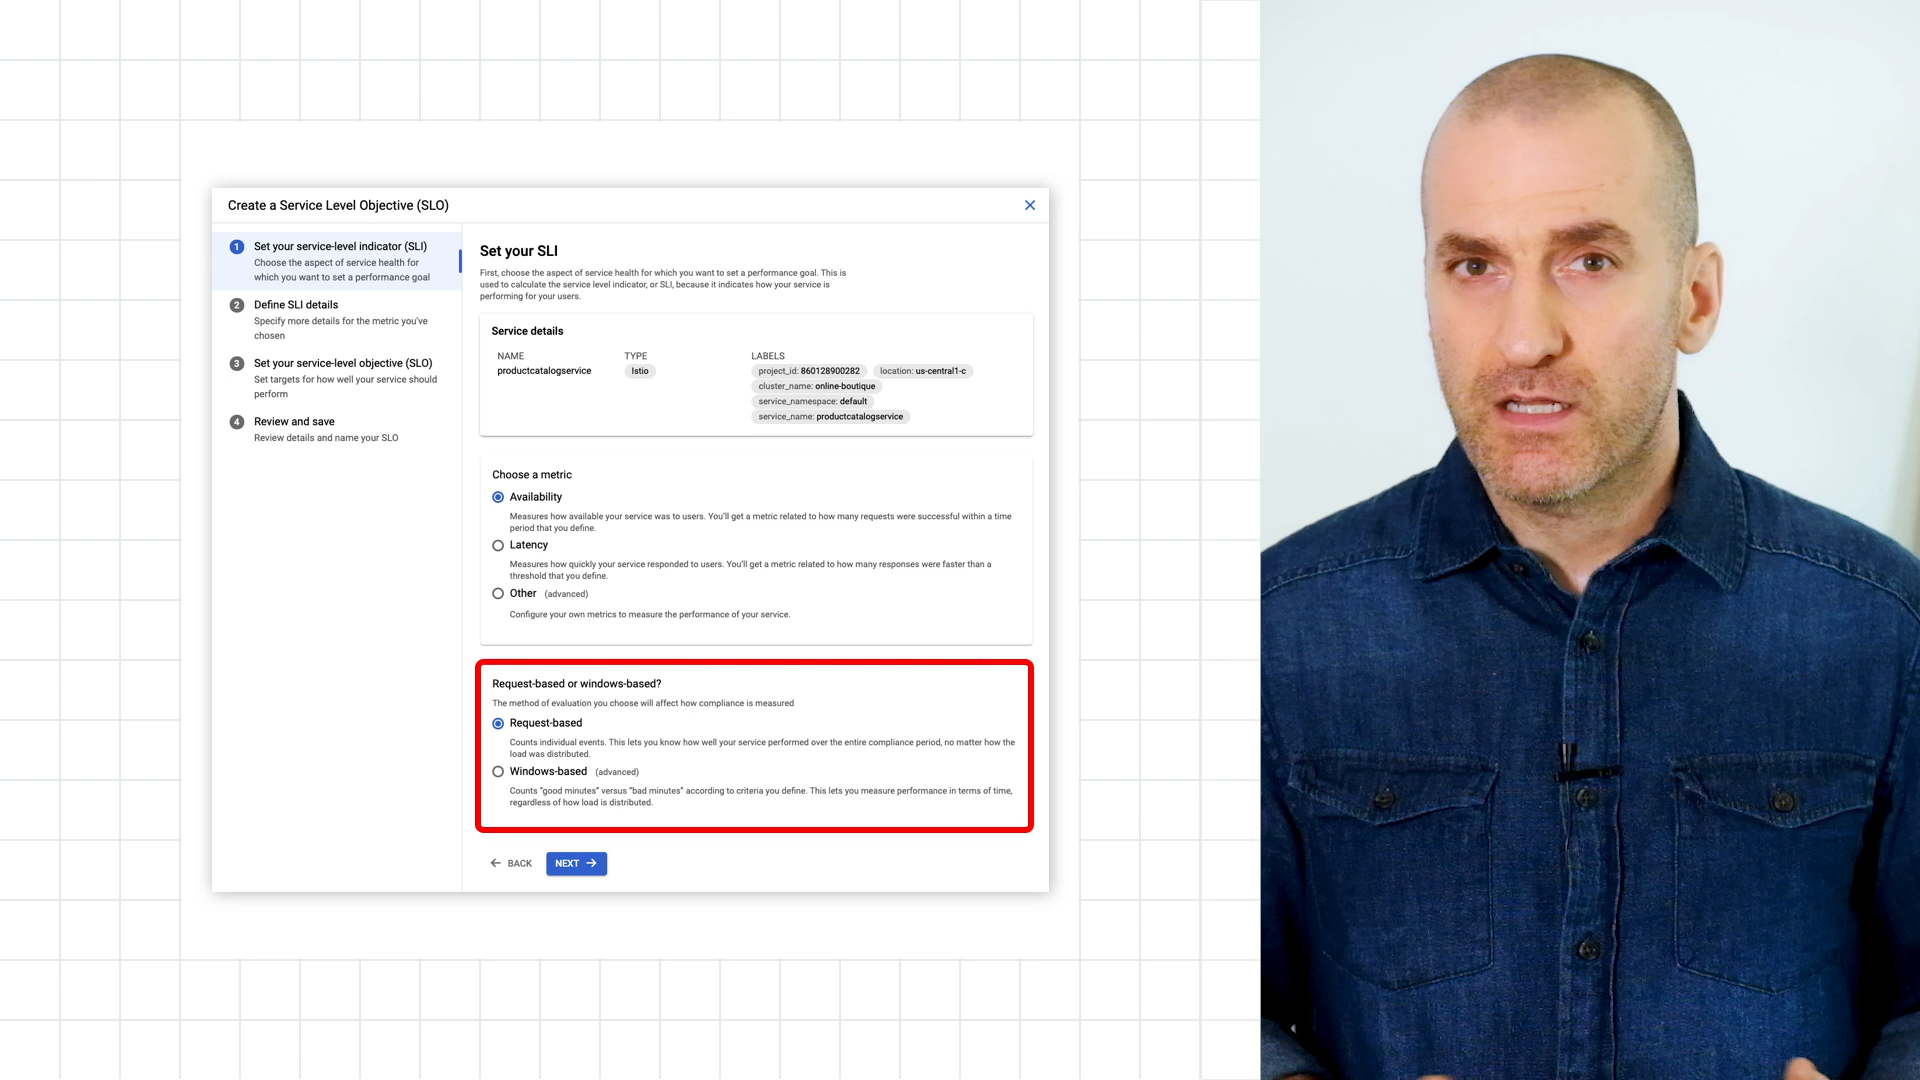 Create a Service Level Objective (SLO)
1
Set your service-level indicator (SLI)
Choose the aspect of service health for
which you want to set a performance goal
2
Define SLI details
Specify more details for the metric you've
chosen
3
Set your service-level objective (SLO)
Set targets for how well your service should
perform
4
Review and save
Review details and name your SLO
Set your SLI
First, choose the aspect of service health for which you want to set a performance goal. This is
used to calculate the service level indicator, or SLI, because it indicates how your service is
performing for your users.
Service details
NAME TYPE LABELS
productcatalogservice Istio project_id: 860128900282 location: us-central1-c
cluster_name: online-boutique
service_namespace: default
service_name: productcatalogservice
Choose a metric
Availability
Measures how available your service was to users. You'll get a metric related to how many requests were successful within a time
period that you define.
Latency
Measures how quickly your service responded to users. You'll get a metric related to how many responses were faster than a
threshold that you define.
Other (advanced)
Configure your own metrics to measure the performance of your service.
Request-based or windows-based?
The method of evaluation you choose will affect how compliance is measured
Request-based
Counts individual events. This lets you know how well your service performed over the entire compliance period, no matter how the
load was distributed.
Windows-based (advanced)
Counts "good minutes" versus "bad minutes" according to criteria you define. This lets you measure performance in terms of time,
regardless of how load is distributed.
BACK NEXT